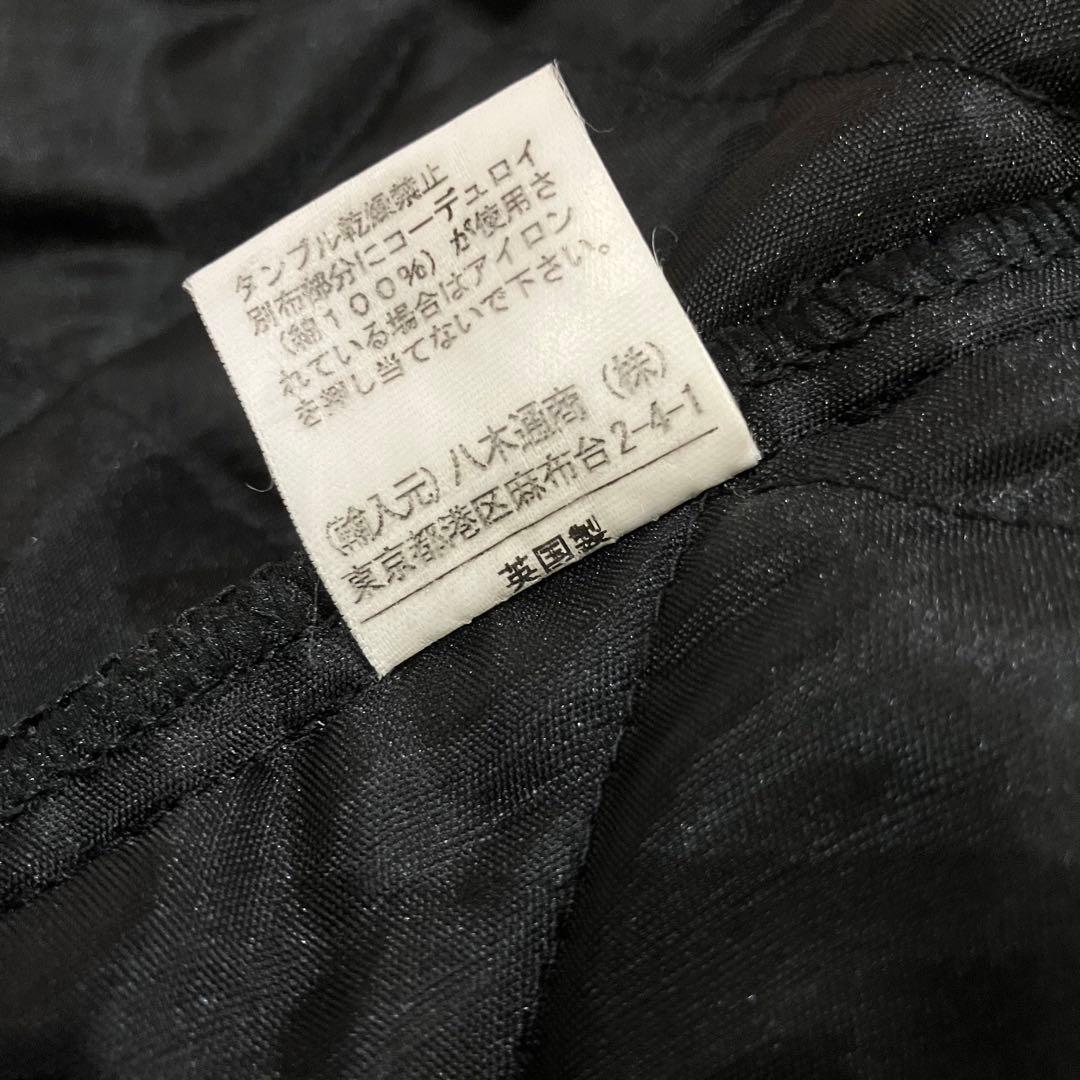 タンブル乾燥禁止
別布部分にコーデュロイ
(綿100%)が使用さ
れている場合はアイロン
を押し当てないで下さい。
(輸入元)八木通商(株)
東京都港区麻布台2-4-1
英国製